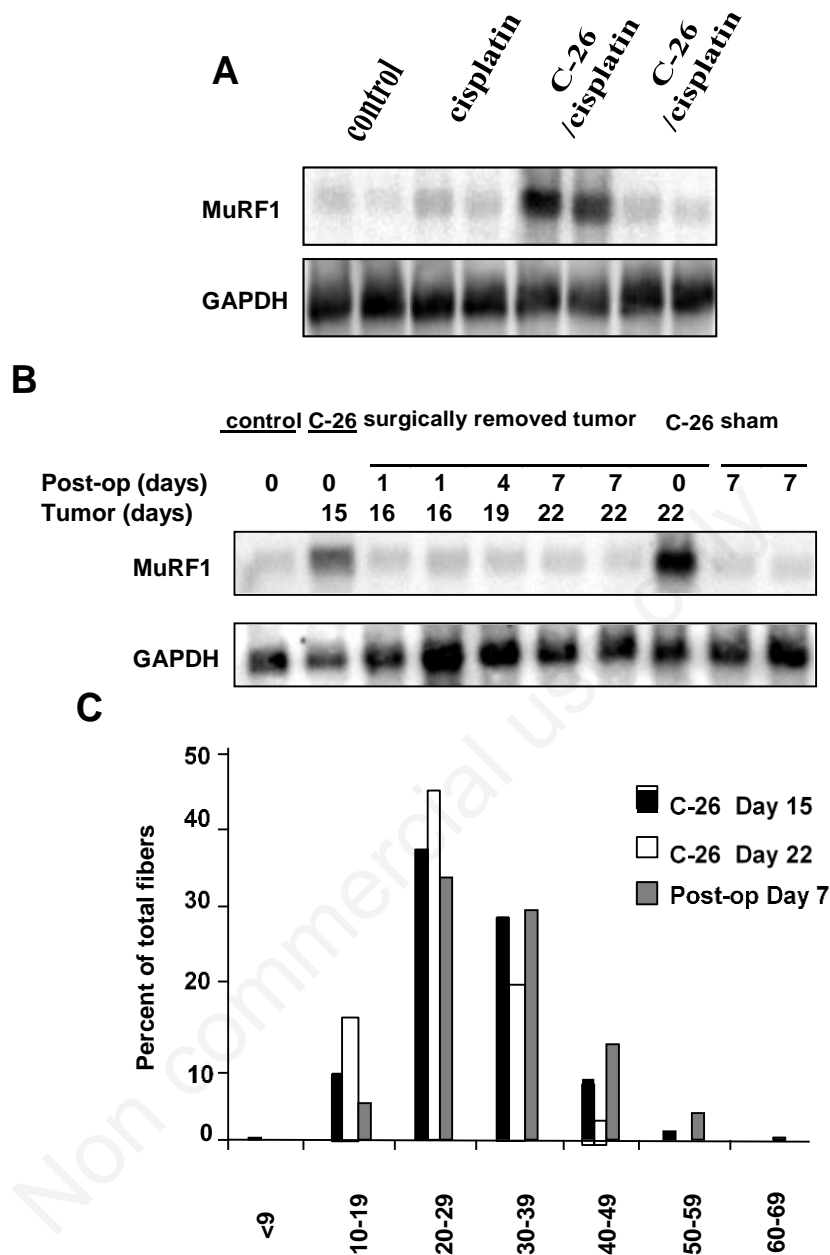 A
control
cisplatin
C-26
/cisplatin
C-26
/cisplatin
MuRF1
GAPDH
B
control C-26 surgically removed tumor C-26 sham
Post-op (days) 0 0 1 1 4 7 7 0 7 7
Tumor (days) 15 16 16 19 22 22 22
MuRF1
GAPDH
C
50
40
30
20
10
0
Percent of total fibers
C-26 Day 15
C-26 Day 22
Post-op Day 7
<9 10-19 20-29 30-39 40-49 50-59 60-69
Non commercial use only